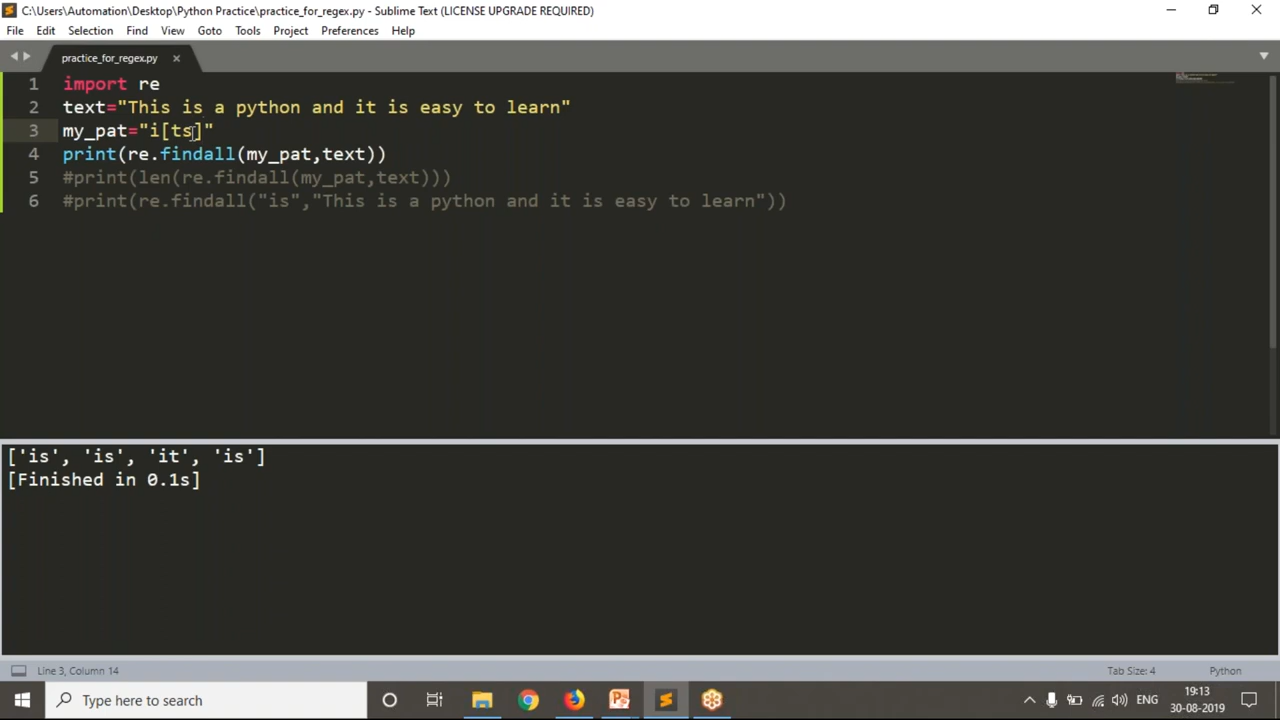 C:\Users\Automation\Desktop\Python Practice\practice_for_regex.py - Sublime Text (LICENSE UPGRADE REQUIRED)
File Edit Selection Find View Goto Tools Project Preferences Help
practice_for_regex.py
1 import re
2 text="This is a python and it is easy to learn"
3 my_pat="i[ts]"
4 print(re.findall(my_pat,text))
5 #print(len(re.findall(my_pat,text)))
6 #print(re.findall("is","This is a python and it is easy to learn"))
['is', 'is', 'it', 'is']
[Finished in 0.1s]
Line 3, Column 14 Tab Size: 4 Python
Type here to search ENG 19:13
30-08-2019